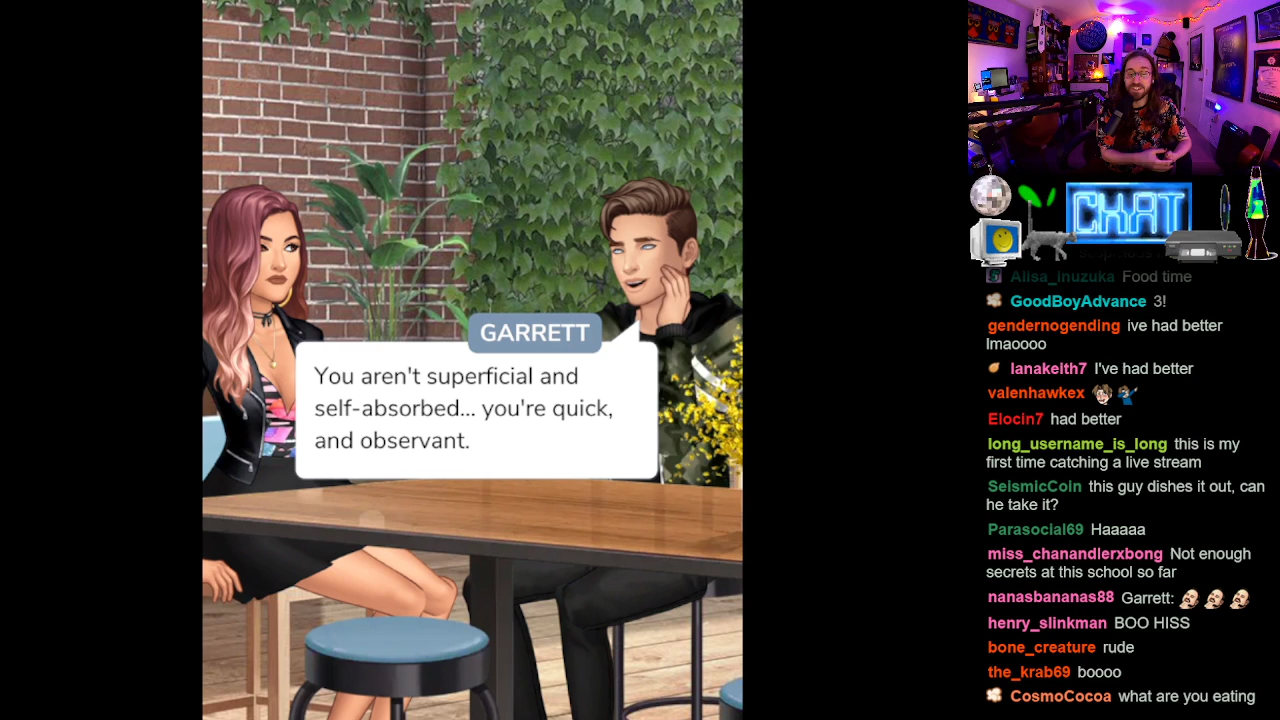 GARRETT
You aren't superficial and
self-absorbed... you're quick,
and observant.
CHAT
Alisa_Inuzuka Food time
GoodBoyAdvance 3!
gendernogending ive had better
lmaoooo
lanakeith7 I've had better
valenhawkex
Elocin7 had better
long_username_is_long this is my
first time catching a live stream
SeismicCoin this guy dishes it out, can
he take it?
Parasocial69 Haaaaa
miss_chanandlerxbong Not enough
secrets at this school so far
nanasbananas88 Garrett:
henry_slinkman BOO HISS
bone_creature rude
the_krab69 boooo
CosmoCocoa what are you eating